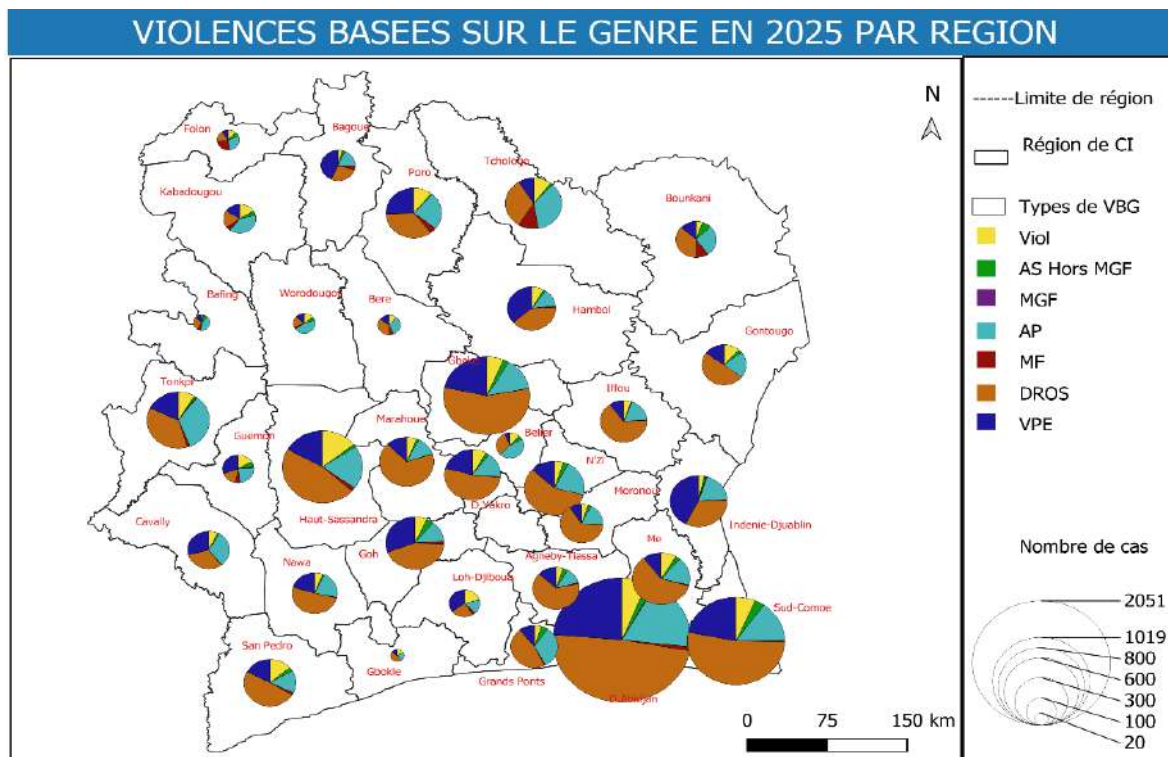 VIOLENCES BASEES SUR LE GENRE EN 2025 PAR REGION
N
Folon
Bagoue
Poro
Tchologo
Kabadougou
Bounkani
Bafing
Worodougou
Bere
Hambol
Gontougo
Tonkpi
Gbeke
Iffou
Marahoue
Guemon
Belier
N'Zi
Moronou
Haut-Sassandra
D.Yakro
Indenie-Djuablin
Cavally
Goh
Me
Nawa
Agneby-Tiassa
Loh-Djiboua
Sud-Comoe
San Pedro
Gbokle
Grands Ponts
D.Abidjan
0 75 150 km
Limite de région
Région de CI
Types de VBG
Viol
AS Hors MGF
MGF
AP
MF
DROS
VPE
Nombre de cas
2051
1019
800
600
300
100
20